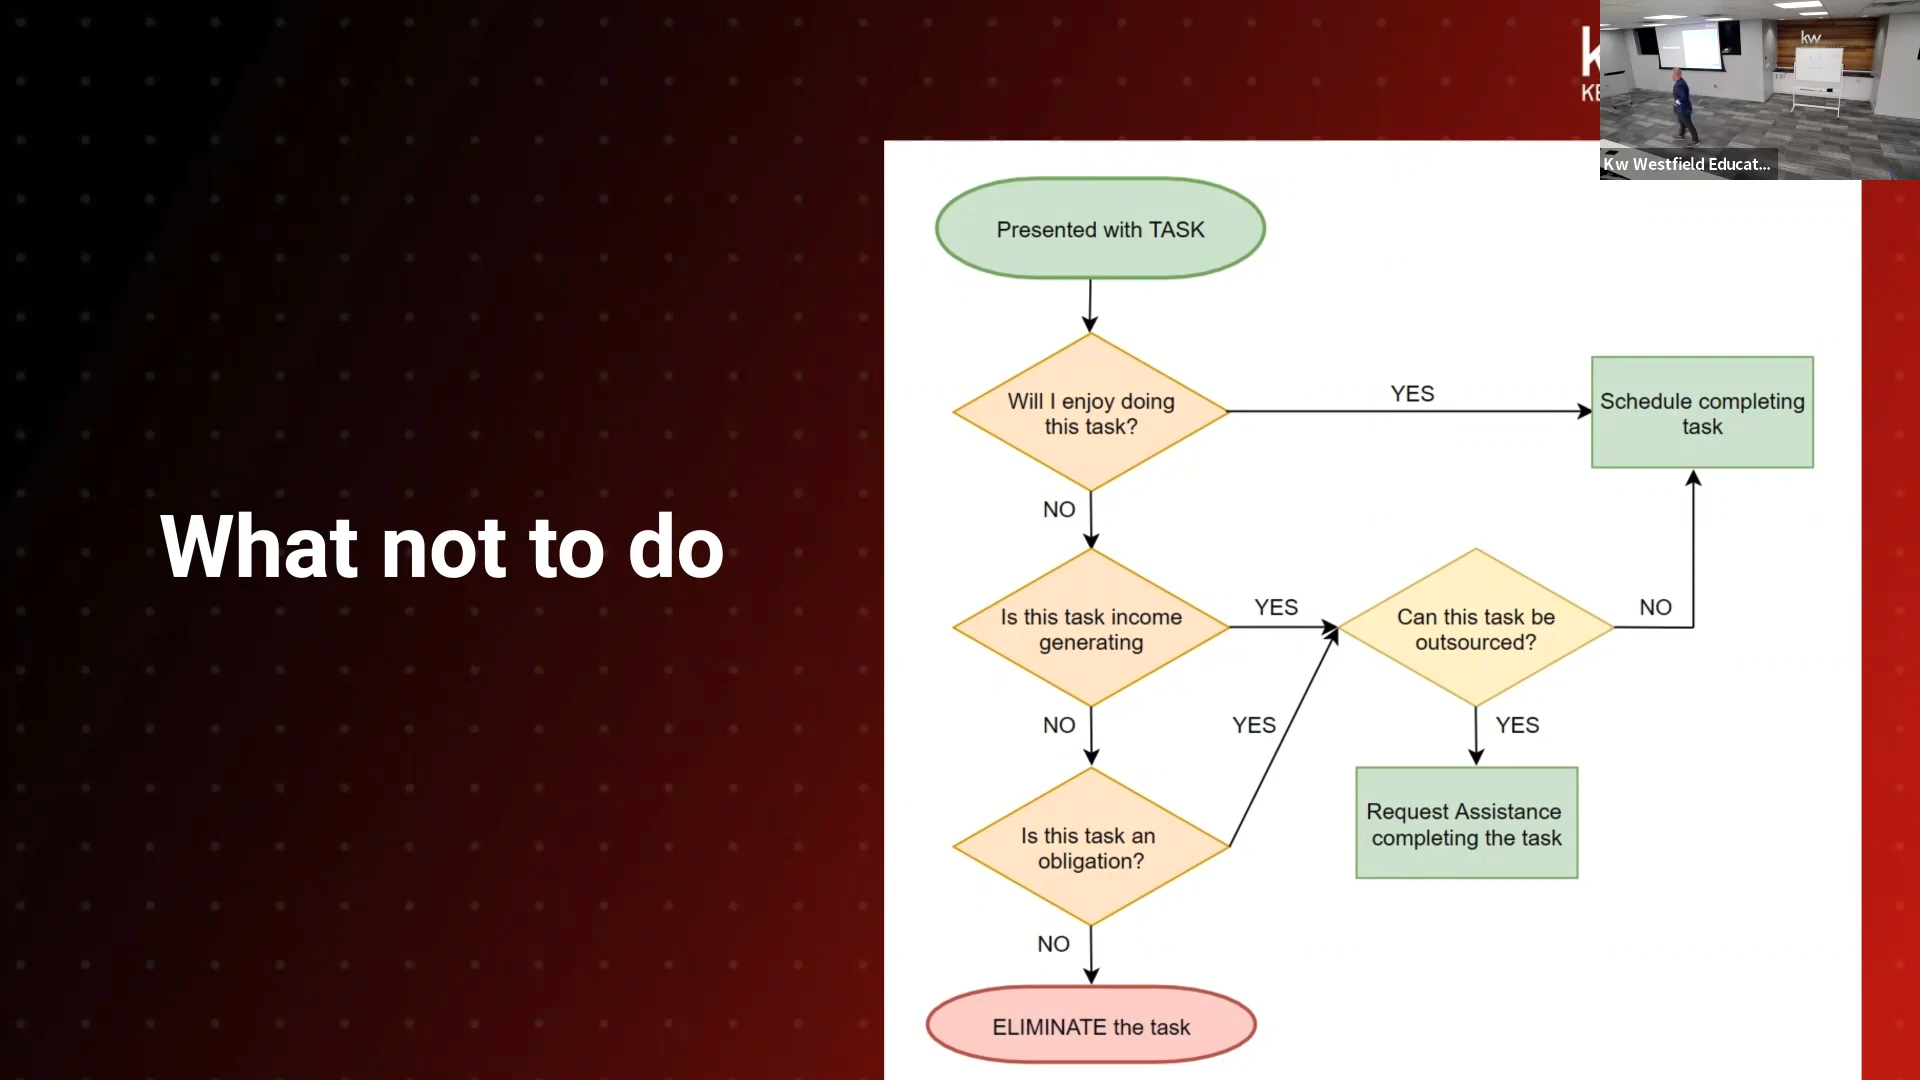 kw
Kw Westfield Educat...
Presented with TASK
Will I enjoy doing
this task?
YES
Schedule completing
task
NO
What not to do
Is this task income
generating
YES
Can this task be
outsourced?
NO
NO
YES
YES
Is this task an
obligation?
Request Assistance
completing the task
NO
ELIMINATE the task